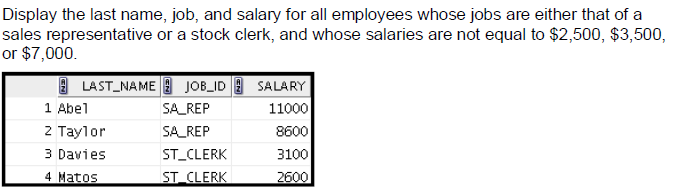 Display the last name, job, and salary for all employees whose jobs are either that of a
sales representative or a stock clerk, and whose salaries are not equal to $2,500, $3,500,
or $7,000.
LAST_NAME JOB_ID SALARY
1 Abel SA_REP 11000
2 Taylor SA_REP 8600
3 Davies ST_CLERK 3100
4 Matos ST_CLERK 2600